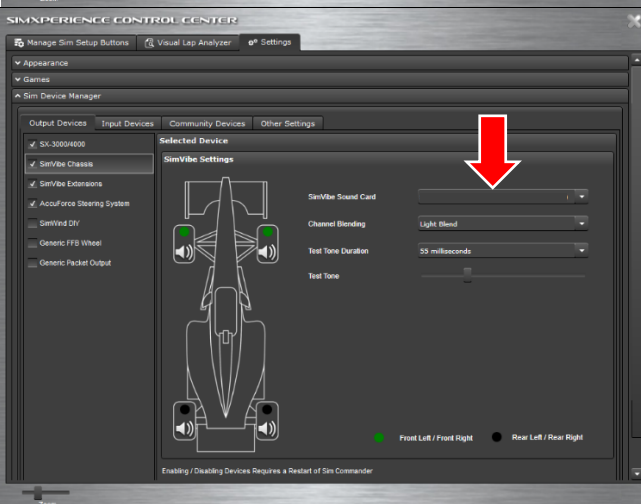 SIMXPERIENCE CONTROL CENTER
Manage Sim Setup Buttons Visual Lap Analyzer Settings
Appearance
Games
Sim Device Manager
Output Devices Input Devices Community Devices Other Settings
SX-3000/4000
SimVibe Chassis
SimVibe Extensions
AccuForce Steering System
SimWind DIY
Generic FFB Wheel
Generic Packet Output
Selected Device
SimVibe Settings
SimVibe Sound Card
Channel Blending Light Blend
Test Tone Duration 55 milliseconds
Test Tone
Front Left / Front Right Rear Left / Rear Right
Enabling / Disabling Devices Requires a Restart of Sim Commander